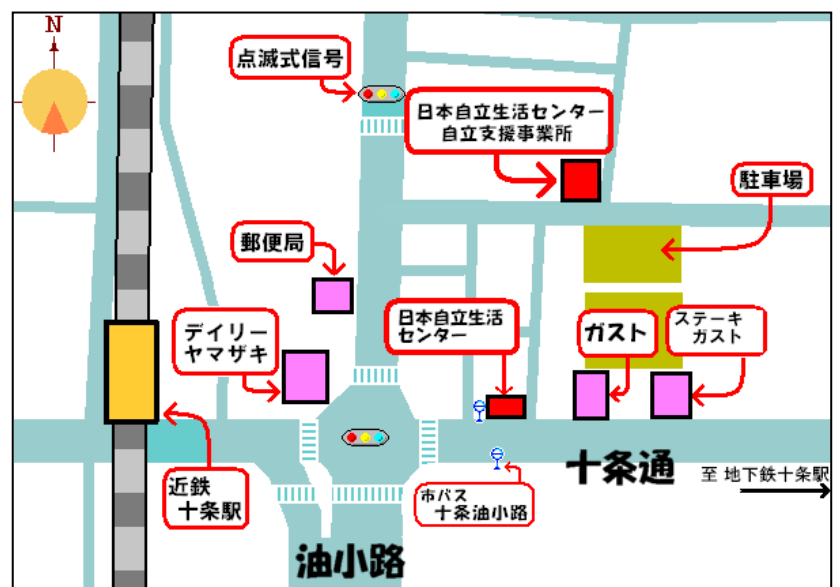 N
点滅式信号
日本自立生活センター
自立支援事業所
駐車場
郵便局
デイリー
ヤマザキ
日本自立生活
センター
ガスト
ステーキ
ガスト
近鉄
十条駅
市バス
十条油小路
十条通
至 地下鉄十条駅
油小路